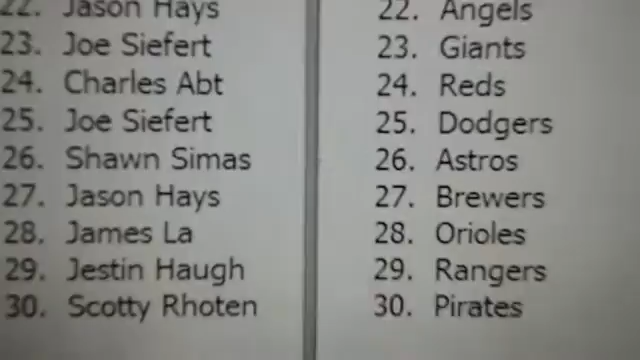 22. Jason Hays
23. Joe Siefert
24. Charles Abt
25. Joe Siefert
26. Shawn Simas
27. Jason Hays
28. James La
29. Jestin Haugh
30. Scotty Rhoten
22. Angels
23. Giants
24. Reds
25. Dodgers
26. Astros
27. Brewers
28. Orioles
29. Rangers
30. Pirates